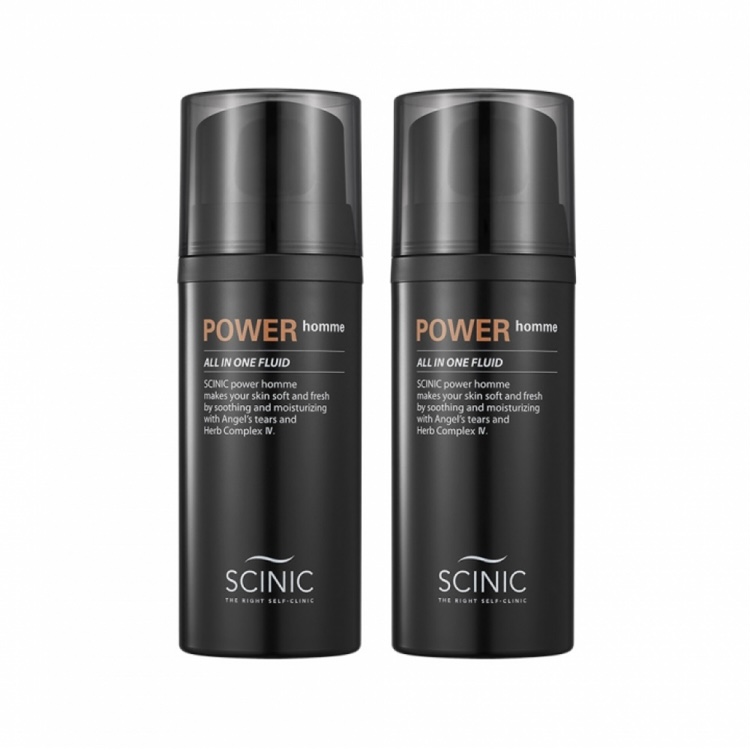 POWER homme
ALL IN ONE FLUID
SCINIC power homme
makes your skin soft and fresh
by soothing and moisturizing
with Angel's tears and
Herb Complex Ⅳ.
SCINIC
THE RIGHT SELF-CLINIC
POWER homme
ALL IN ONE FLUID
SCINIC power homme
makes your skin soft and fresh
by soothing and moisturizing
with Angel's tears and
Herb Complex Ⅳ.
SCINIC
THE RIGHT SELF-CLINIC